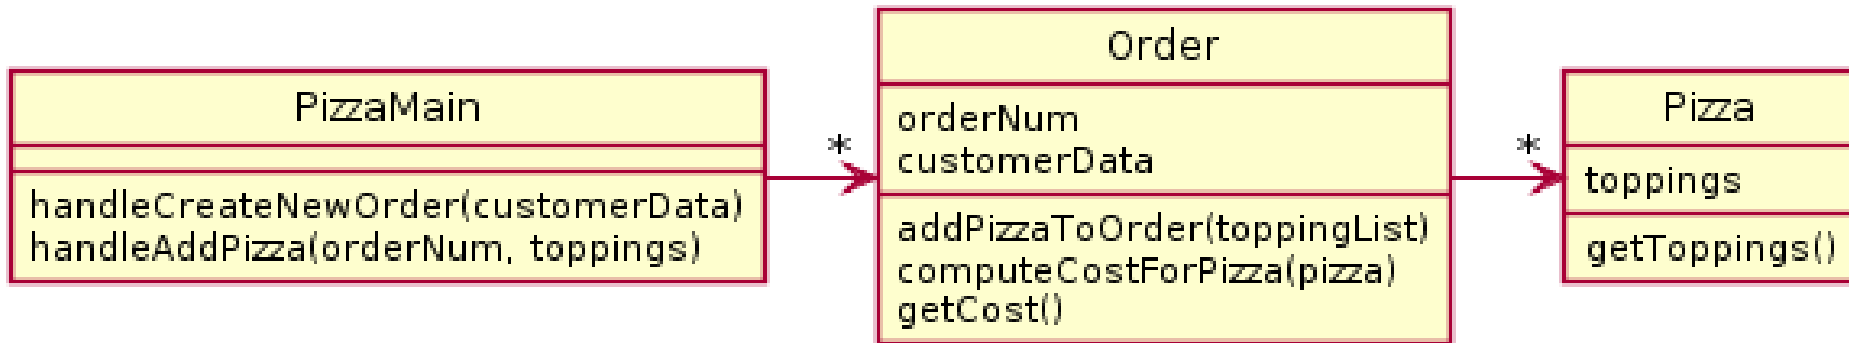 PizzaMain
handleCreateNewOrder(customerData)
handleAddPizza(orderNum, toppings)
*
Order
orderNum
customerData
addPizzaToOrder(toppingList)
computeCostForPizza(pizza)
getCost()
*
Pizza
toppings
getToppings()